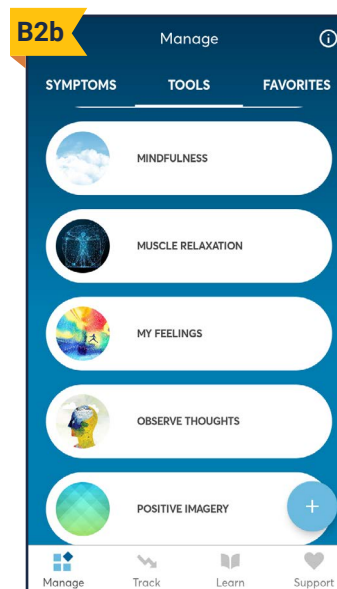 B2b
Manage
SYMPTOMS TOOLS FAVORITES
MINDFULNESS
MUSCLE RELAXATION
MY FEELINGS
OBSERVE THOUGHTS
POSITIVE IMAGERY
+
Manage Track Learn Support